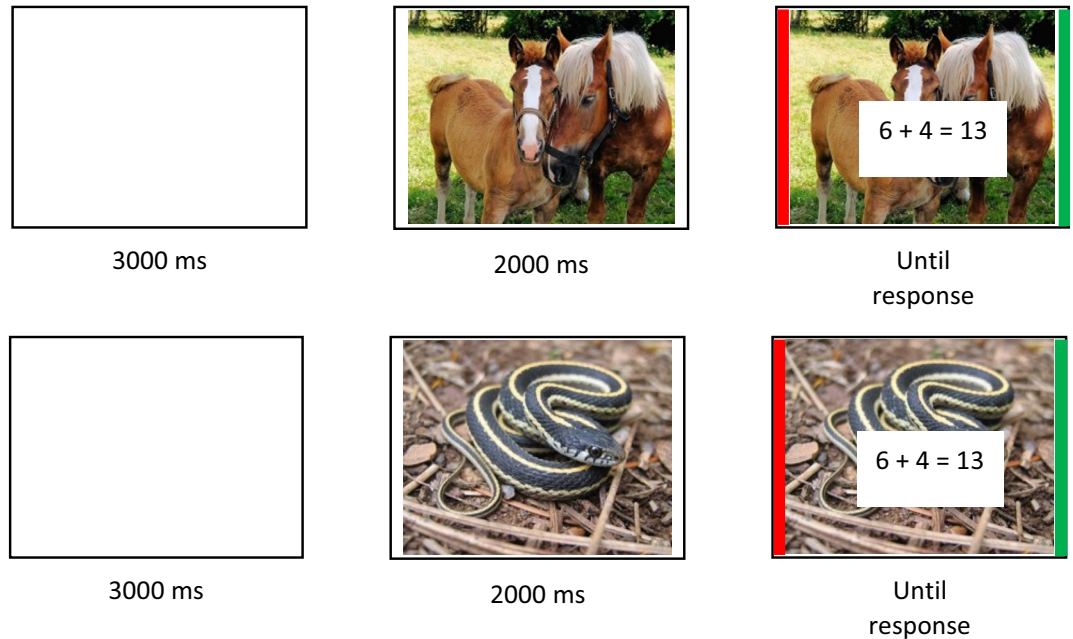 6 + 4 = 13
3000 ms
2000 ms
Until
response
6 + 4 = 13
3000 ms
2000 ms
Until
response